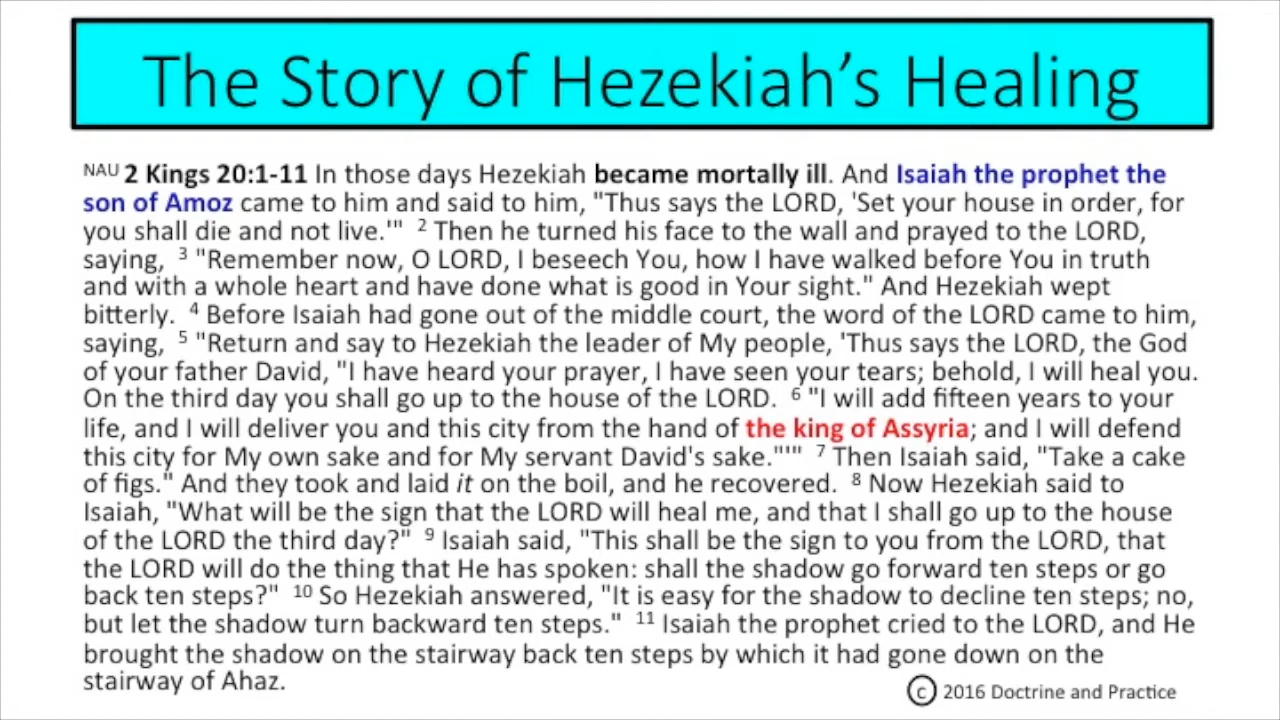 The Story of Hezekiah's Healing
NAU 2 Kings 20:1-11 In those days Hezekiah became mortally ill. And Isaiah the prophet the
son of Amoz came to him and said to him, "Thus says the LORD, 'Set your house in order, for
you shall die and not live.'" 2 Then he turned his face to the wall and prayed to the LORD,
saying, 3 "Remember now, O LORD, I beseech You, how I have walked before You in truth
and with a whole heart and have done what is good in Your sight." And Hezekiah wept
bitterly. 4 Before Isaiah had gone out of the middle court, the word of the LORD came to him,
saying, 5 "Return and say to Hezekiah the leader of My people, 'Thus says the LORD, the God
of your father David, "I have heard your prayer, I have seen your tears; behold, I will heal you.
On the third day you shall go up to the house of the LORD. 6 "I will add fifteen years to your
life, and I will deliver you and this city from the hand of the king of Assyria; and I will defend
this city for My own sake and for My servant David's sake."'" 7 Then Isaiah said, "Take a cake
of figs." And they took and laid it on the boil, and he recovered. 8 Now Hezekiah said to
Isaiah, "What will be the sign that the LORD will heal me, and that I shall go up to the house
of the LORD the third day?" 9 Isaiah said, "This shall be the sign to you from the LORD, that
the LORD will do the thing that He has spoken: shall the shadow go forward ten steps or go
back ten steps?" 10 So Hezekiah answered, "It is easy for the shadow to decline ten steps; no,
but let the shadow turn backward ten steps." 11 Isaiah the prophet cried to the LORD, and He
brought the shadow on the stairway back ten steps by which it had gone down on the
stairway of Ahaz.
© 2016 Doctrine and Practice